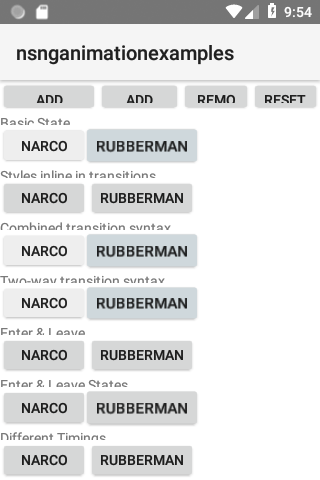 9:54
nsnganimationexamples
ADD ADD REMO RESET
Basic State
NARCO RUBBERMAN
Styles inline in transitions
NARCO RUBBERMAN
Combined transition syntax
NARCO RUBBERMAN
Two-way transition syntax
NARCO RUBBERMAN
Enter & Leave
NARCO RUBBERMAN
Enter & Leave States
NARCO RUBBERMAN
Different Timings
NARCO RUBBERMAN